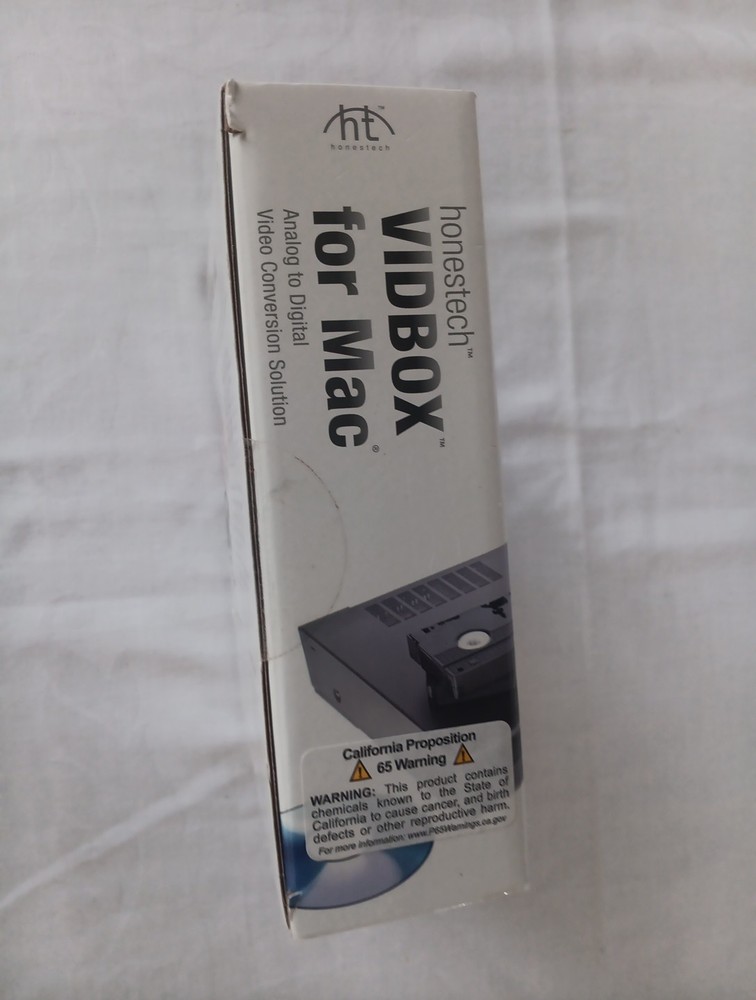 ht™
honestech
honestech™
VIDBOX™
for Mac®
Analog to Digital
Video Conversion Solution
California Proposition
65 Warning
WARNING: This product contains
chemicals known to the State of
California to cause cancer, and birth
defects or other reproductive harm.
For more information: www.P65Warnings.ca.gov